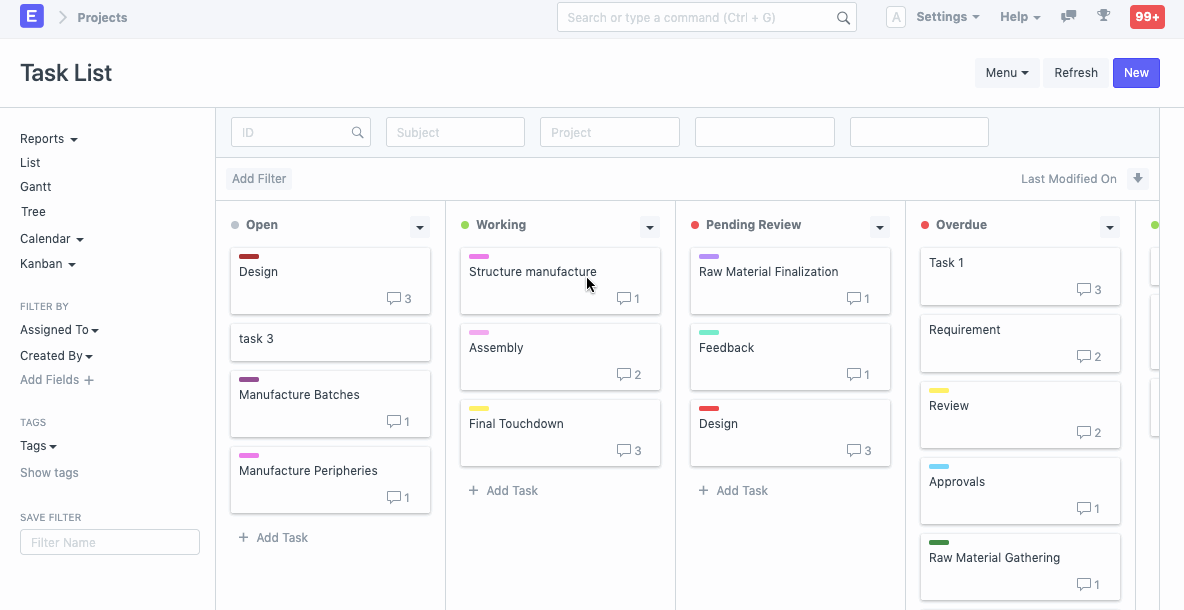 E
Projects
Search or type a command (Ctrl + G)
A
Settings
Help
99+
Task List
Menu
Refresh
New
Reports
List
Gantt
Tree
Calendar
Kanban
FILTER BY
Assigned To
Created By
Add Fields +
TAGS
Tags
Show tags
SAVE FILTER
Filter Name
ID
Subject
Project
Add Filter
Last Modified On
Open
Design
3
task 3
Manufacture Batches
1
Manufacture Peripheries
1
+ Add Task
Working
Structure manufacture
1
Assembly
2
Final Touchdown
3
+ Add Task
Pending Review
Raw Material Finalization
1
Feedback
1
Design
3
+ Add Task
Overdue
Task 1
3
Requirement
2
Review
2
Approvals
1
Raw Material Gathering
1